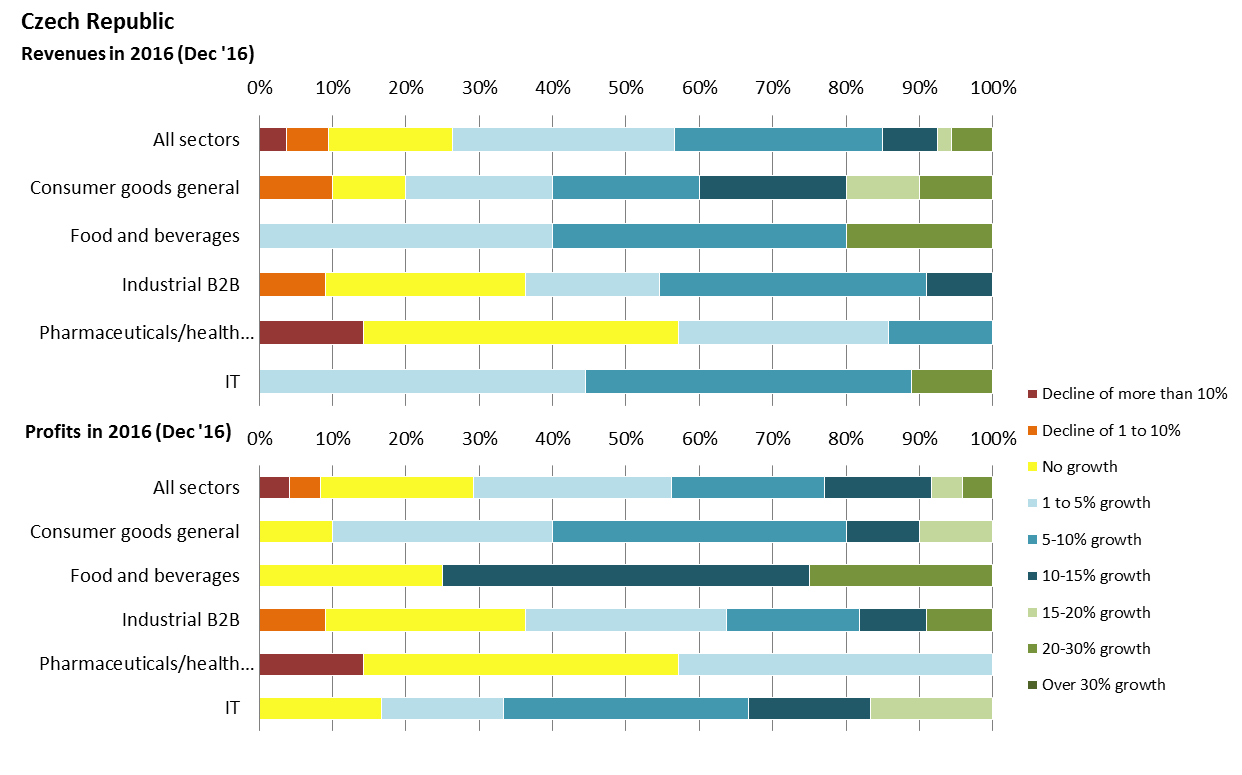 Czech Republic
Revenues in 2016 (Dec '16)
0% 10% 20% 30% 40% 50% 60% 70% 80% 90% 100%
All sectors
Consumer goods general
Food and beverages
Industrial B2B
Pharmaceuticals/health...
IT
Profits in 2016 (Dec '16)
0% 10% 20% 30% 40% 50% 60% 70% 80% 90% 100%
All sectors
Consumer goods general
Food and beverages
Industrial B2B
Pharmaceuticals/health...
IT
Decline of more than 10%
Decline of 1 to 10%
No growth
1 to 5% growth
5-10% growth
10-15% growth
15-20% growth
20-30% growth
Over 30% growth